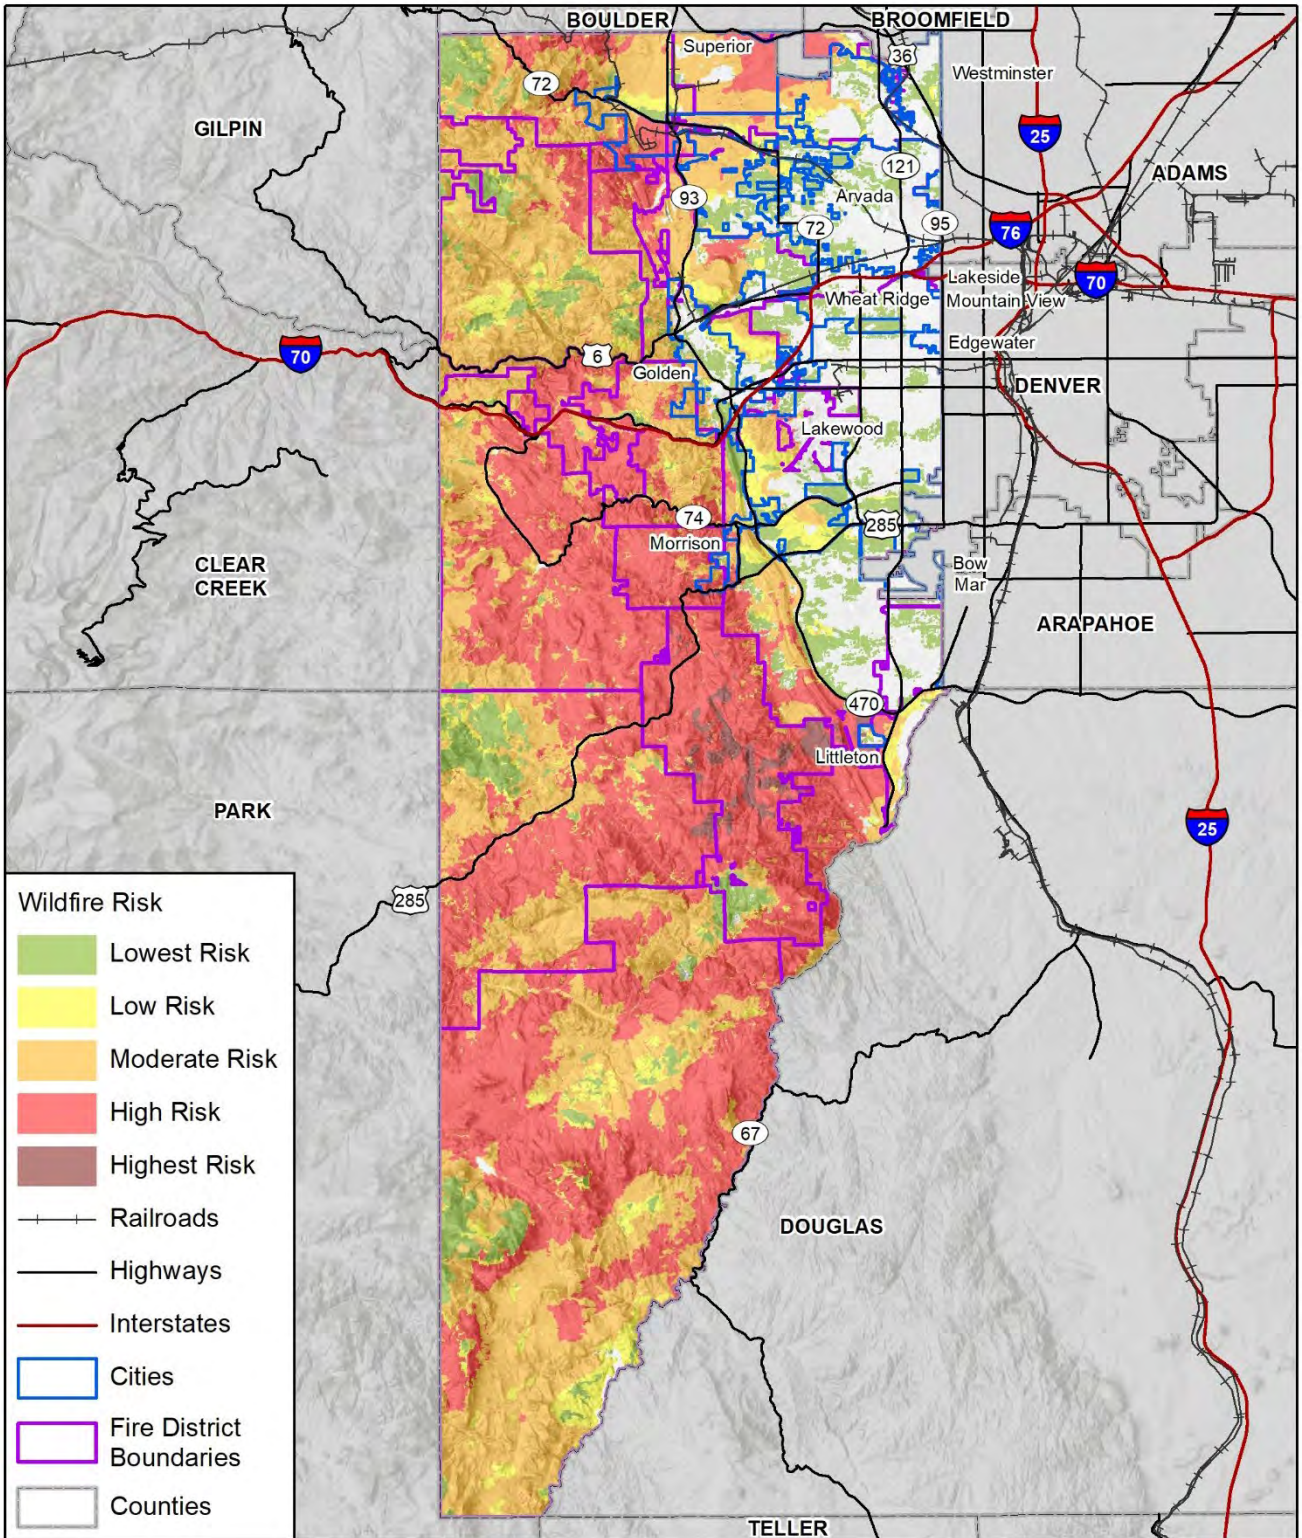 BOULDER
BROOMFIELD
Superior
36
Westminster
72
GILPIN
25
121
ADAMS
93
Arvada
72
95
76
Lakeside
70
Wheat Ridge
Mountain View
Edgewater
70
6
Golden
DENVER
Lakewood
74
285
Morrison
CLEAR
CREEK
Bow
Mar
ARAPAHOE
470
Littleton
PARK
25
285
Wildfire Risk
Lowest Risk
Low Risk
Moderate Risk
High Risk
Highest Risk
Railroads
Highways
Interstates
Cities
Fire District
Boundaries
Counties
67
DOUGLAS
TELLER